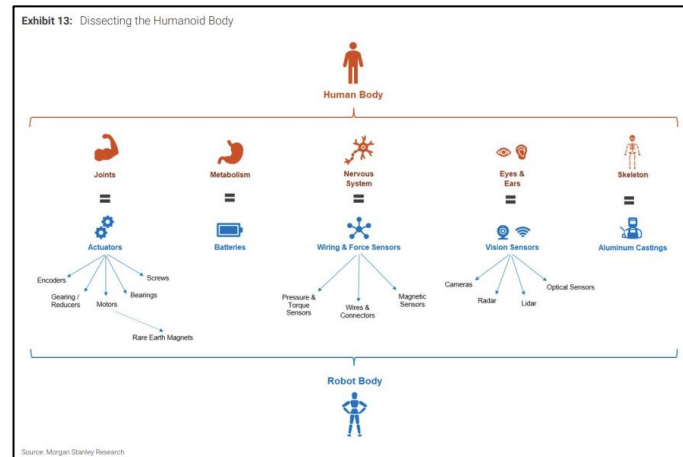 Exhibit 13: Dissecting the Humanoid Body
Human Body
Joints
Metabolism
Nervous
System
Eyes &
Ears
Skeleton
=
=
=
=
=
Actuators
Batteries
Wiring & Force Sensors
Vision Sensors
Aluminum Castings
Encoders
Gearing /
Reducers
Motors
Bearings
Screws
Rare Earth Magnets
Pressure &
Torque
Sensors
Wires &
Connectors
Magnetic
Sensors
Cameras
Radar
Lidar
Optical Sensors
Robot Body
Source: Morgan Stanley Research